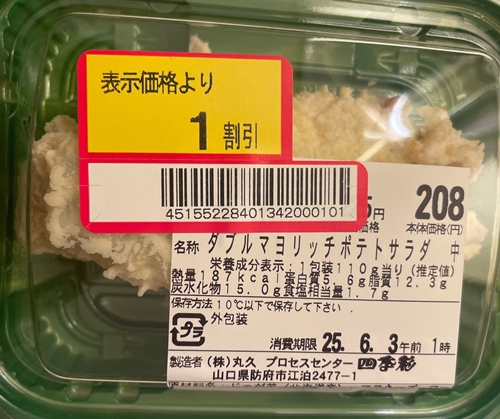 表示価格より
1割引
4515522840134200010​1
5円 208
価格 本体価格(円)
名称 ダブルマヨリッチポテトサラダ 中
栄養成分表示:1包装110g当り(推定値)
熱量187kcal蛋白質5.6g脂質12.3g
炭水化物15.0g食塩相当量1.7g
保存方法 10℃以下で保存して下さい.
プラ 外包装
消費期限 25. 6. 3 午前 1時
製造者 (株)丸久 プロセスセンター 四季彩
山口県防府市江泊2477-1